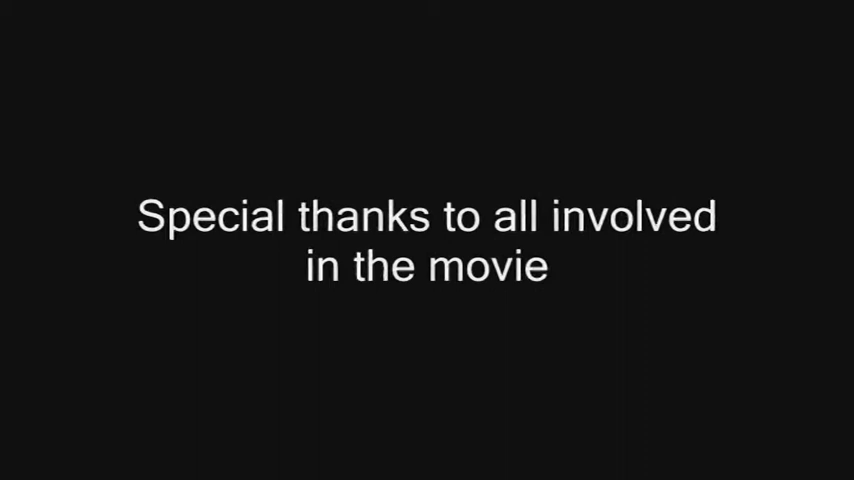 Special thanks to all involved
in the movie